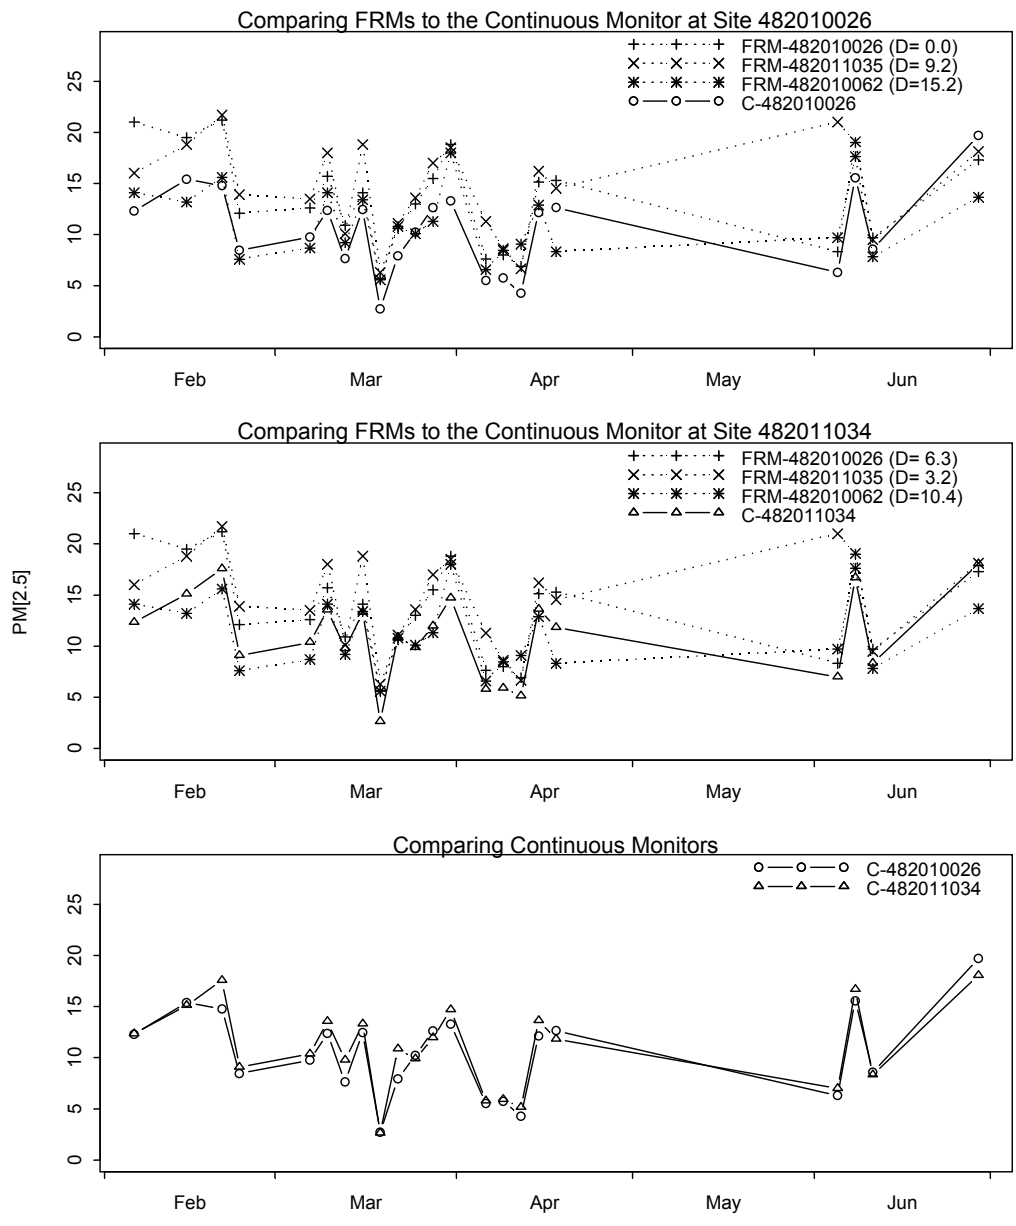 Comparing FRMs to the Continuous Monitor at Site 482010026
FRM-482010026 (D= 0.0)
FRM-482011035 (D= 9.2)
FRM-482010062 (D=15.2)
C-482010026
25
20
15
10
5
0
Feb Mar Apr May Jun
Comparing FRMs to the Continuous Monitor at Site 482011034
FRM-482010026 (D= 6.3)
FRM-482011035 (D= 3.2)
FRM-482010062 (D=10.4)
C-482011034
25
20
15
10
5
0
PM[2.5]
Feb Mar Apr May Jun
Comparing Continuous Monitors
C-482010026
C-482011034
25
20
15
10
5
0
Feb Mar Apr May Jun